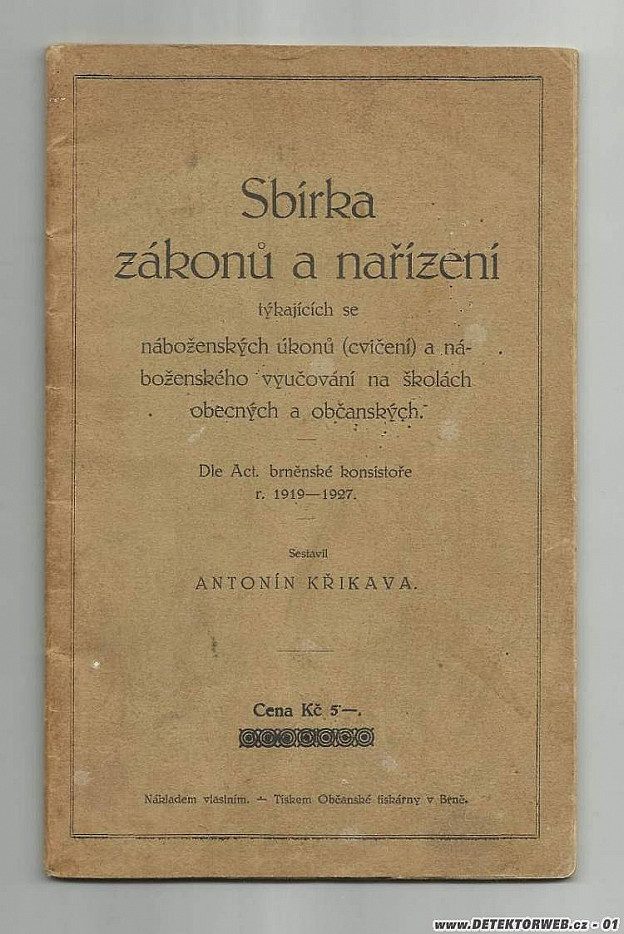 Sbírka
zákonů a nařízení
týkajících se
náboženských úkonů (cvičení) a ná-
boženského vyučování na školách
obecných a občanských.
Dle Act. brněnské konsistoře
r. 1919—1927.
Sestavil
ANTONÍN KŘIKAVA.
Cena Kč 5·—.
Nákladem vlastním. — Tiskem Občanské tiskárny v Brně.
www.DETEKTORWEB.cz - 01